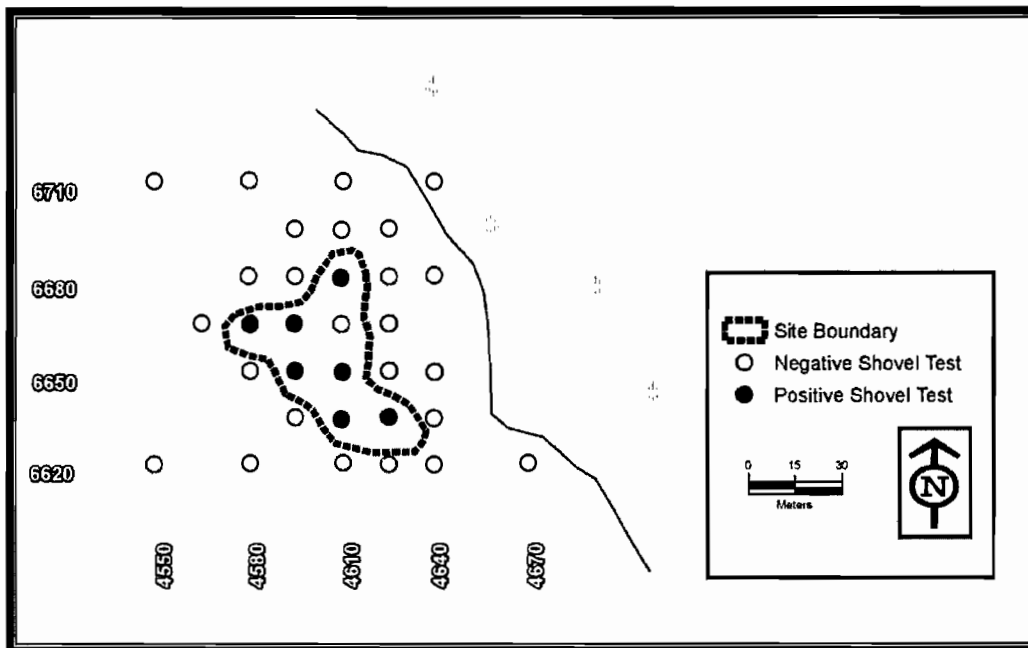 6710
6680
6650
6620
4550
4580
4610
4640
4670
Site Boundary
Negative Shovel Test
Positive Shovel Test
0 15 30
Meters
N